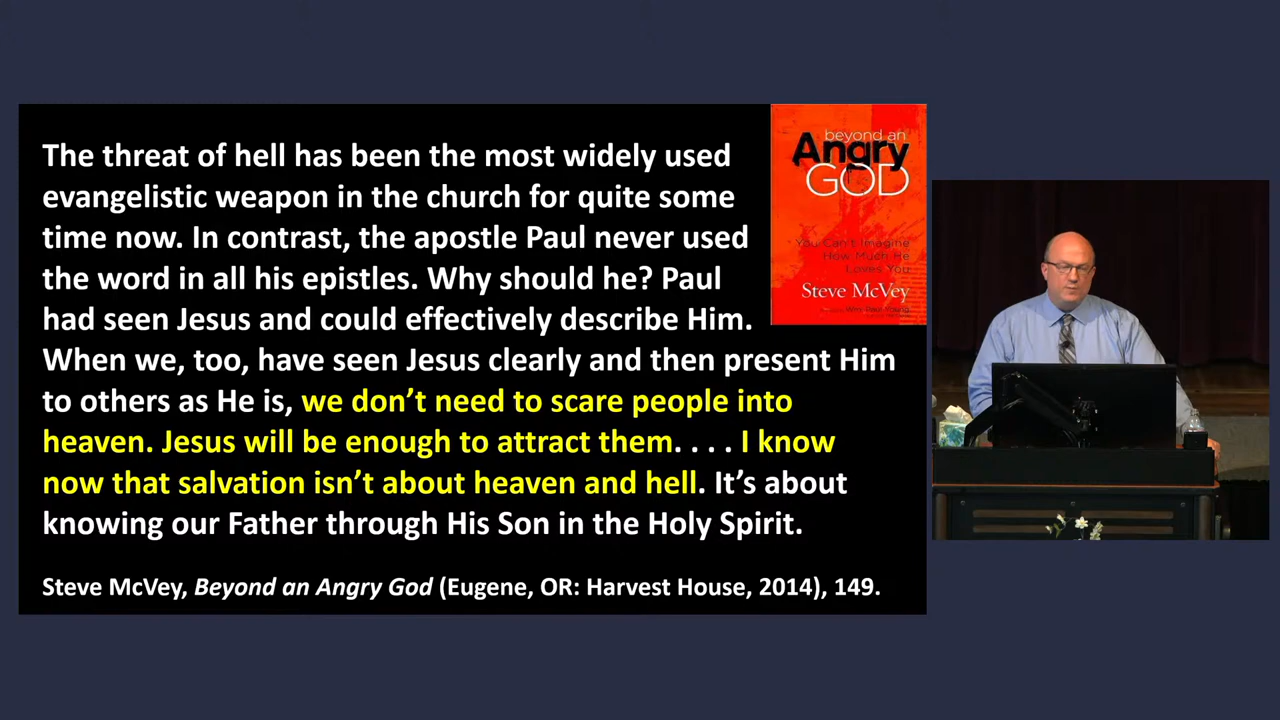 The threat of hell has been the most widely used
evangelistic weapon in the church for quite some
time now. In contrast, the apostle Paul never used
the word in all his epistles. Why should he? Paul
had seen Jesus and could effectively describe Him.
When we, too, have seen Jesus clearly and then present Him
to others as He is, we don’t need to scare people into
heaven. Jesus will be enough to attract them. . . . I know
now that salvation isn’t about heaven and hell. It’s about
knowing our Father through His Son in the Holy Spirit.
Steve McVey, Beyond an Angry God (Eugene, OR: Harvest House, 2014), 149.
beyond an
Angry
GOD
You Can't Imagine
How Much He
Loves You
Steve McVey
Wm. Paul Young